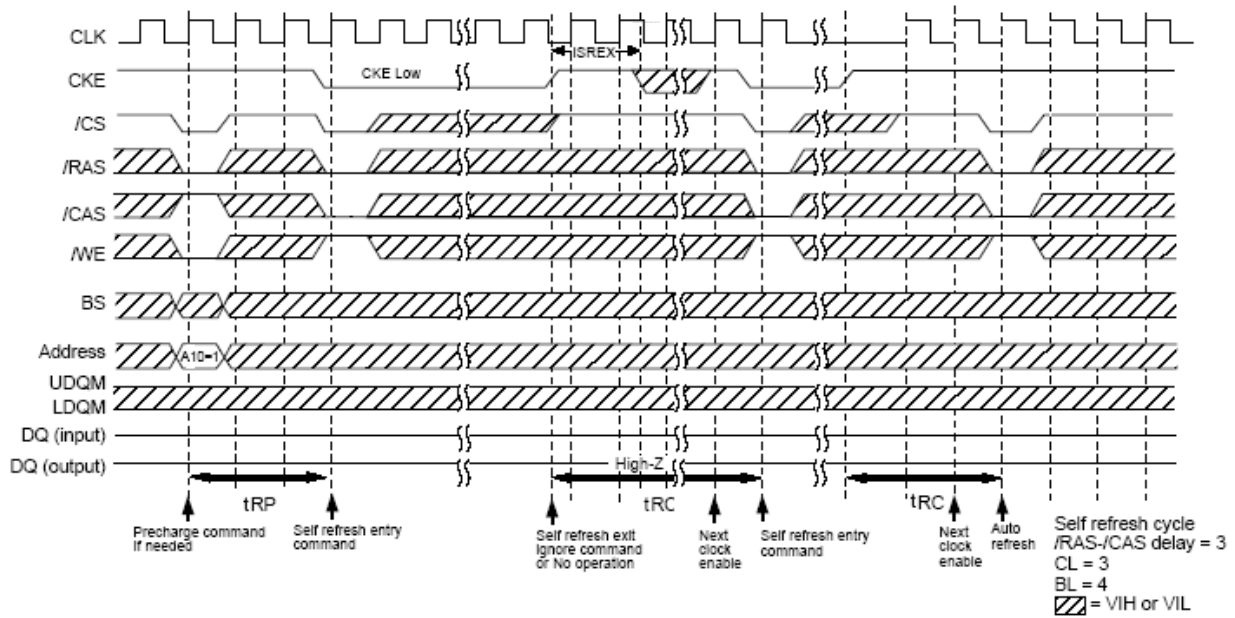 CLK
ISREX
CKE
CKE Low
/CS
/RAS
/CAS
/WE
BS
Address
A10=1
UDQM
LDQM
DQ (input)
DQ (output)
High-Z
tRP
tRC
tRC
Precharge command
If needed
Self refresh entry
command
Self refresh exit
Ignore command
or No operation
Next
clock
enable
Self refresh entry
command
Next
clock
enable
Auto
refresh
Self refresh cycle
/RAS-/CAS delay = 3
CL = 3
BL = 4
= VIH or VIL